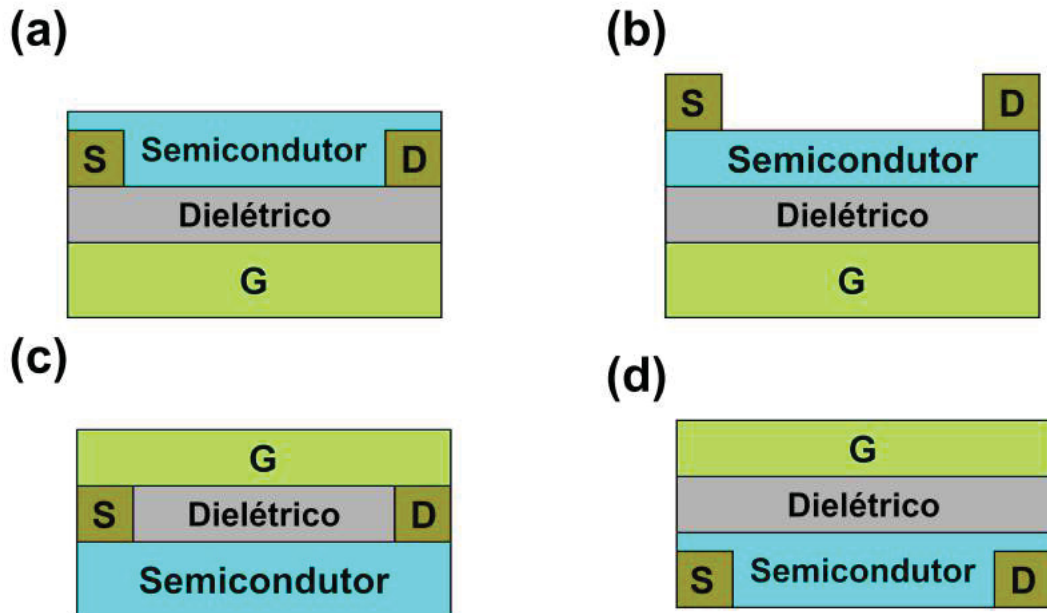 (a)
S Semicondutor D
Dielétrico
G
(b)
S D
Semicondutor
Dielétrico
G
(c)
G
S Dielétrico D
Semicondutor
(d)
G
Dielétrico
S Semicondutor D